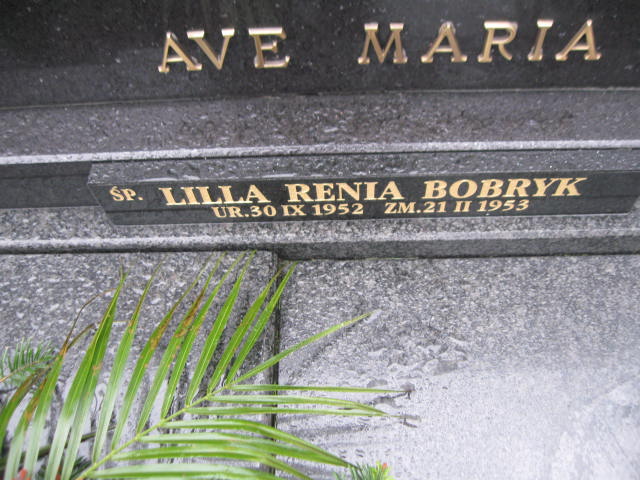 AVE MARIA
ŚP. LILLA RENIA BOBRYK
UR.30 IX 1952 ZM.21 II 1953